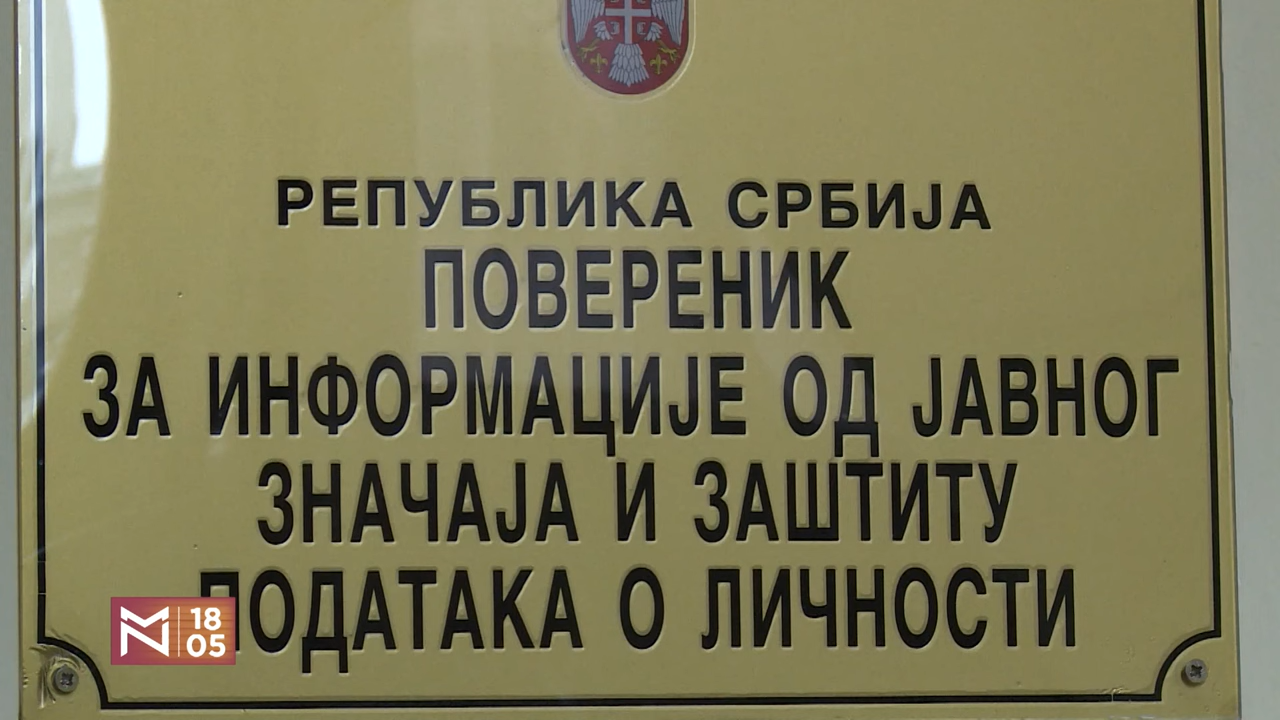 РЕПУБЛИКА СРБИЈА
ПОВЕРЕНИК
ЗА ИНФОРМАЦИЈЕ ОД ЈАВНОГ
ЗНАЧАЈА И ЗАШТИТУ
ПОДАТАКА О ЛИЧНОСТИ
18
05